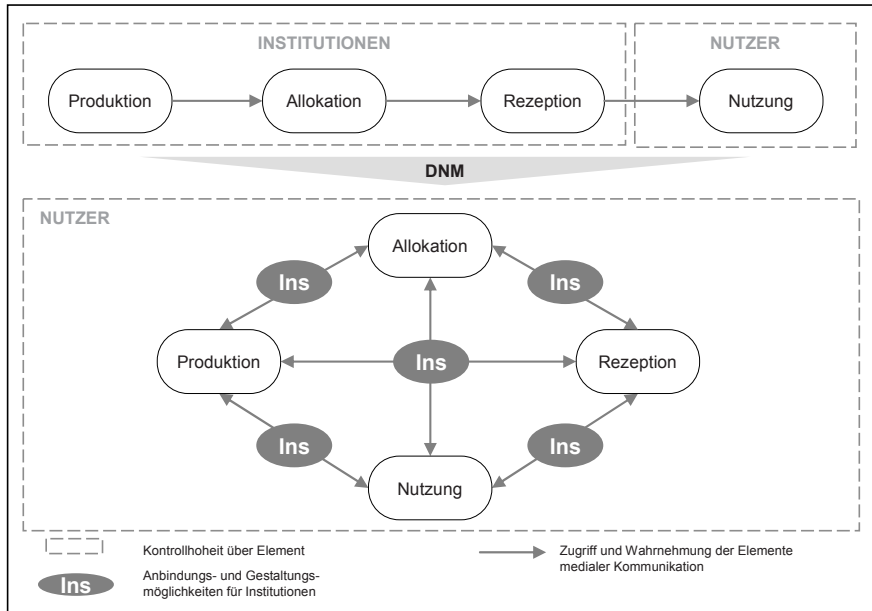 INSTITUTIONEN
NUTZER
Produktion
Allokation
Rezeption
Nutzung
DNM
NUTZER
Allokation
Ins
Ins
Produktion
Ins
Rezeption
Ins
Ins
Nutzung
Kontrollhoheit über Element
Zugriff und Wahrnehmung der Elemente
medialer Kommunikation
Ins
Anbindungs- und Gestaltungs-
möglichkeiten für Institutionen